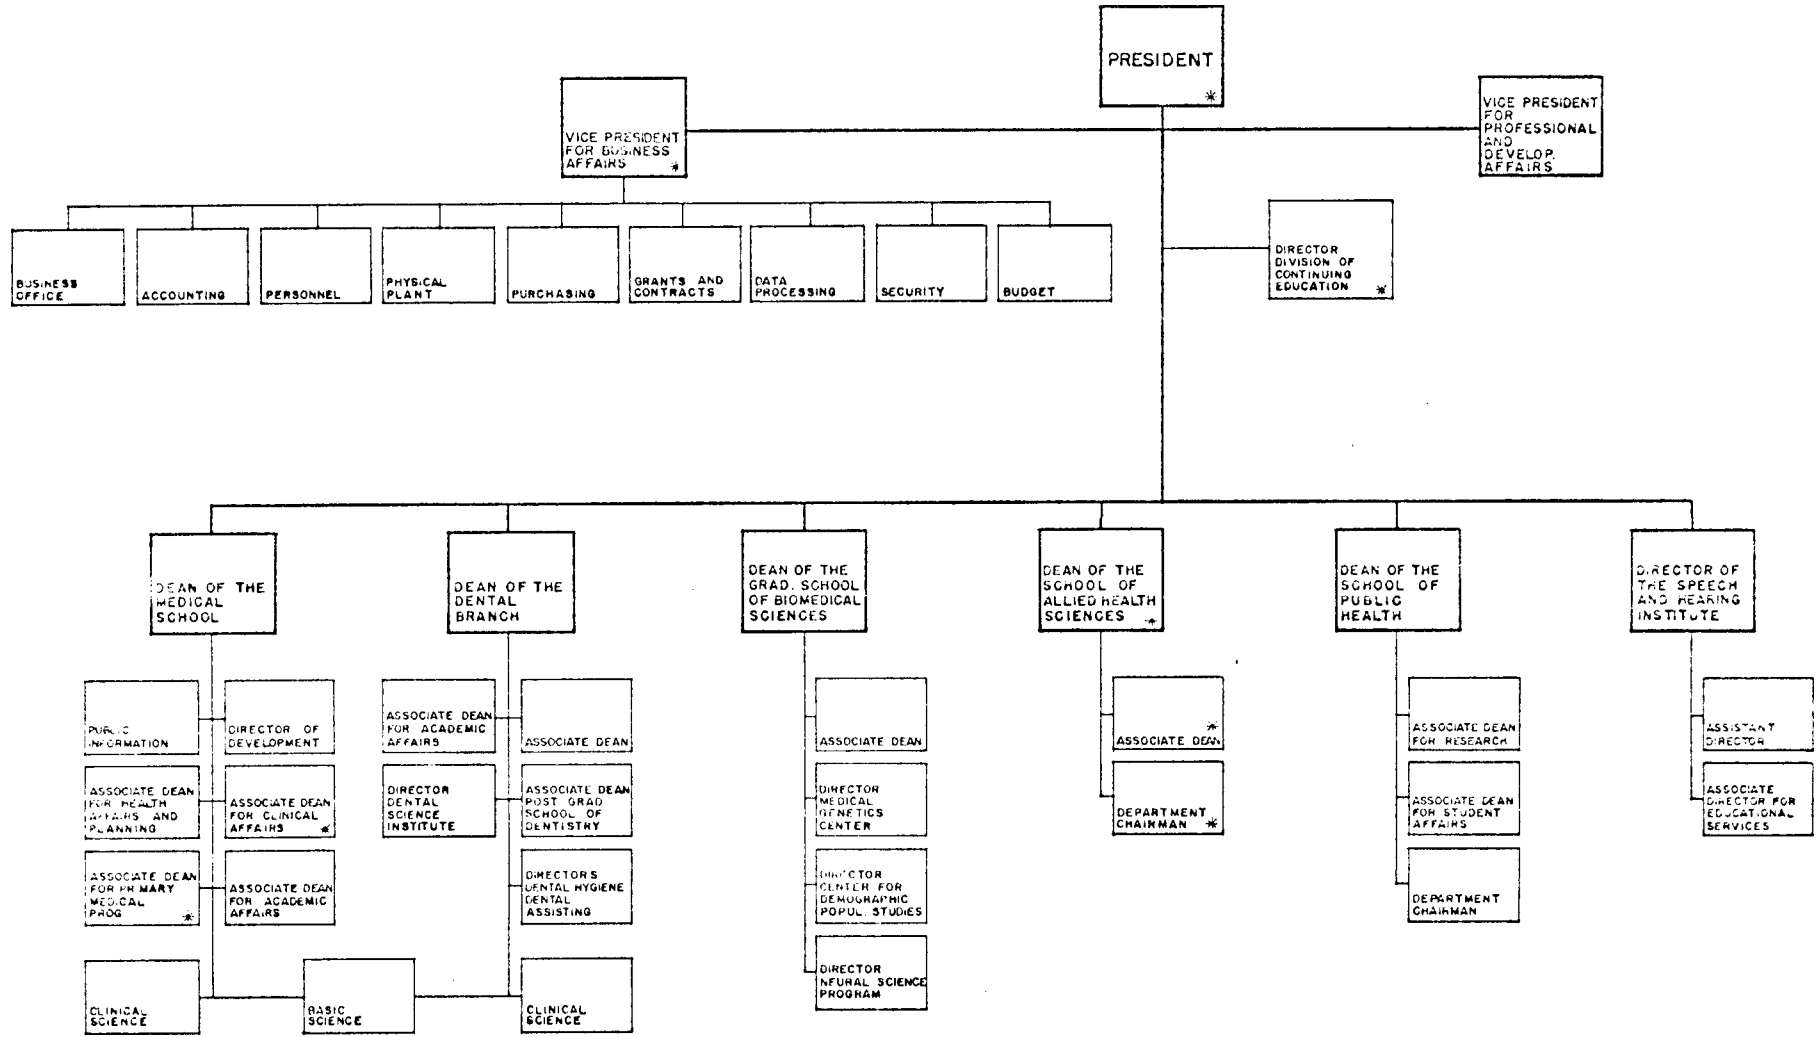 PRESIDENT
*
VICE PRESIDENT
FOR BUSINESS
AFFAIRS *
VICE PRESIDENT
FOR
PROFESSIONAL
AND
DEVELOP.
AFFAIRS
DIRECTOR
DIVISION OF
CONTINUING
EDUCATION *
BUSINESS
OFFICE
ACCOUNTING
PERSONNEL
PHYSICAL
PLANT
PURCHASING
GRANTS AND
CONTRACTS
DATA
PROCESSING
SECURITY
BUDGET
DEAN OF THE
MEDICAL
SCHOOL
DEAN OF THE
DENTAL
BRANCH
DEAN OF THE
GRAD. SCHOOL
OF BIOMEDICAL
SCIENCES
DEAN OF THE
SCHOOL OF
ALLIED HEALTH
SCIENCES *
DEAN OF THE
SCHOOL OF
PUBLIC
HEALTH
DIRECTOR OF
THE SPEECH
AND HEARING
INSTITUTE
PUBLIC
INFORMATION
DIRECTOR OF
DEVELOPMENT
ASSOCIATE DEAN
FOR HEALTH
AFFAIRS AND
PLANNING
ASSOCIATE DEAN
FOR CLINICAL
AFFAIRS *
ASSOCIATE DEAN
FOR PRIMARY
MEDICAL
PROG *
ASSOCIATE DEAN
FOR ACADEMIC
AFFAIRS
CLINICAL
SCIENCE
BASIC
SCIENCE
ASSOCIATE DEAN
FOR ACADEMIC
AFFAIRS
ASSOCIATE DEAN
DIRECTOR
DENTAL
SCIENCE
INSTITUTE
ASSOCIATE DEAN
POST GRAD
SCHOOL OF
DENTISTRY
DIRECTORS
DENTAL HYGIENE
DENTAL
ASSISTING
CLINICAL
SCIENCE
ASSOCIATE DEAN
DIRECTOR
MEDICAL
GENETICS
CENTER
DIRECTOR
CENTER FOR
DEMOGRAPHIC
POPUL. STUDIES
DIRECTOR
NEURAL SCIENCE
PROGRAM
*
ASSOCIATE DEAN
DEPARTMENT
CHAIRMAN *
ASSOCIATE DEAN
FOR RESEARCH
ASSOCIATE DEAN
FOR STUDENT
AFFAIRS
DEPARTMENT
CHAIRMAN
ASSISTANT
DIRECTOR
ASSOCIATE
DIRECTOR FOR
EDUCATIONAL
SERVICES